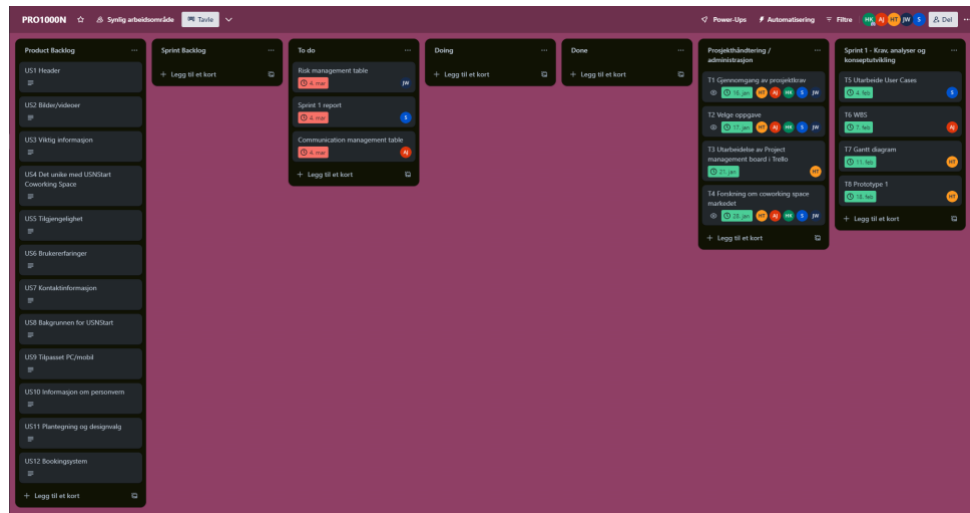 PRO1000N Synlig arbeidsområde Tavle Power-Ups Automatisering Filtre HK AJ HT JW S Del
Product Backlog
US1 Header
US2 Bilder/videoer
US3 Viktig informasjon
US4 Det unike med USNStart
Coworking Space
US5 Tilgjengelighet
US6 Brukererfaringer
US7 Kontaktinformasjon
US8 Bakgrunnen for USNStart
US9 Tilpasset PC/mobil
US10 Informasjon om personvern
US11 Plantegning og designvalg
US12 Bookingsystem
+ Legg til et kort
Sprint Backlog
+ Legg til et kort
To do
Risk management table
4. mar JW
Sprint 1 report
4. mar S
Communication management table
4. mar AJ
+ Legg til et kort
Doing
+ Legg til et kort
Done
+ Legg til et kort
Prosjekthåndtering /
administrasjon
T1 Gjennomgang av prosjektkrav
16. jan HT AJ HK S JW
T2 Velge oppgave
17. jan HT AJ HK S JW
T3 Utarbeidelse av Project
management board i Trello
21. jan HT
T4 Forskning om coworking space
markedet
28. jan HT AJ HK S JW
+ Legg til et kort
Sprint 1 - Krav, analyser og
konseptutvikling
T5 Utarbeide User Cases
4. feb S
T6 WBS
7. feb AJ
T7 Gantt diagram
11. feb HT
T8 Prototype 1
18. feb HT
+ Legg til et kort